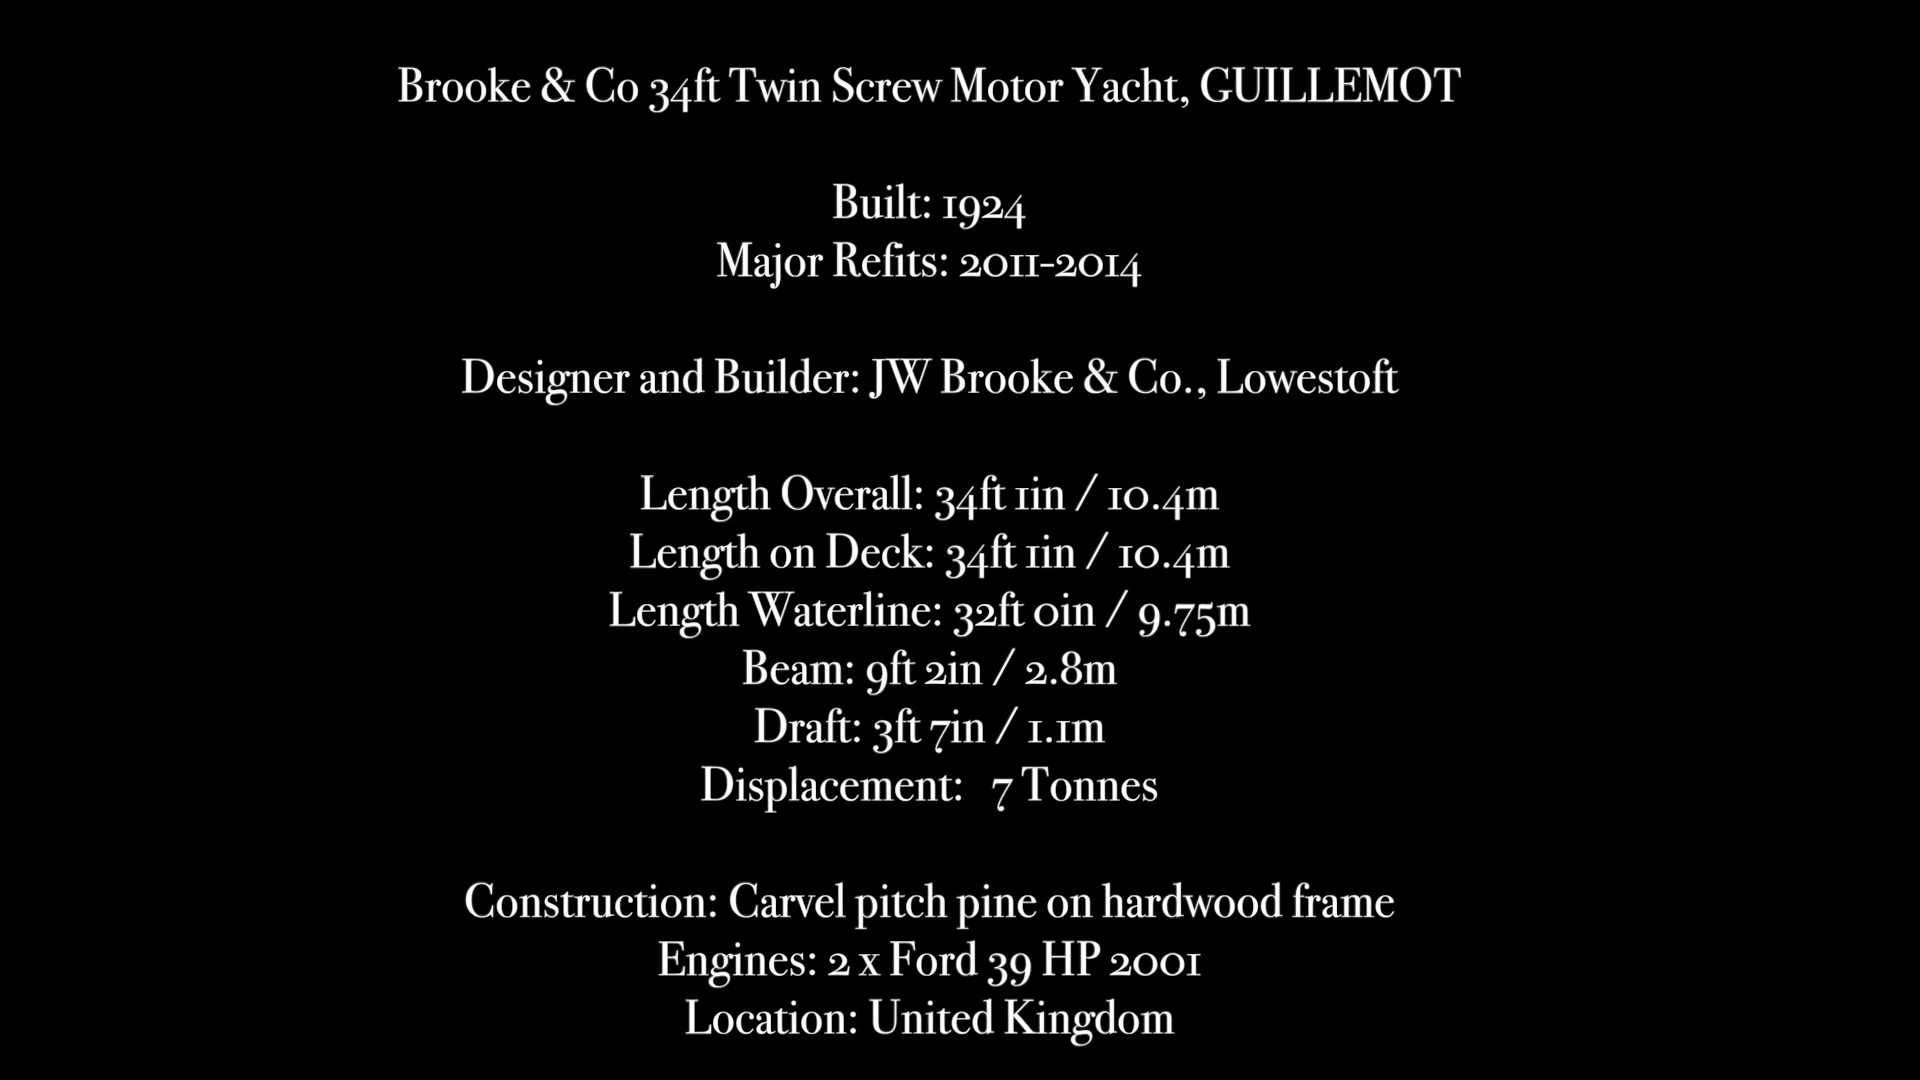 Brooke & Co 34ft Twin Screw Motor Yacht, GUILLEMOT
Built: 1924
Major Refits: 2011-2014
Designer and Builder: JW Brooke & Co., Lowestoft
Length Overall: 34ft 1in / 10.4m
Length on Deck: 34ft 1in / 10.4m
Length Waterline: 32ft 0in / 9.75m
Beam: 9ft 2in / 2.8m
Draft: 3ft 7in / 1.1m
Displacement: 7 Tonnes
Construction: Carvel pitch pine on hardwood frame
Engines: 2 x Ford 39 HP 2001
Location: United Kingdom